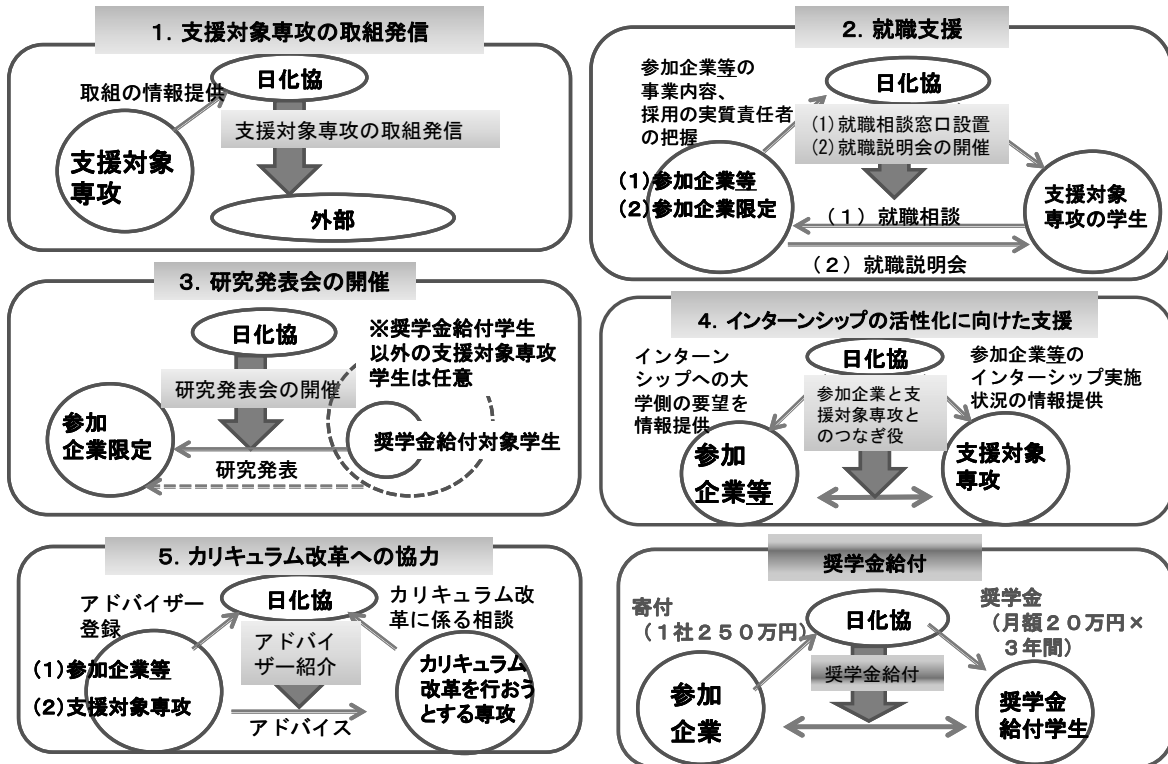 1．支援対象専攻の取組発信
日化協
取組の情報提供
支援対象専攻の取組発信
支援対象
専攻
外部
2．就職支援
参加企業等の
事業内容、
採用の実質責任者
の把握
日化協
(1)就職相談窓口設置
(2)就職説明会の開催
(1)参加企業等
(2)参加企業限定
支援対象
専攻の学生
（１）就職相談
（２）就職説明会
3．研究発表会の開催
日化協
※奨学金給付学生
以外の支援対象専攻
学生は任意
研究発表会の開催
参加
企業限定
奨学金給付対象学生
研究発表
4．インターンシップの活性化に向けた支援
インターン
シップへの大
学側の要望を
情報提供
日化協
参加企業等の
インターシップ実施
状況の情報提供
参加企業と支
援対象専攻と
のつなぎ役
参加
企業等
支援対象
専攻
5．カリキュラム改革への協力
アドバイザー
登録
日化協
カリキュラム改
革に係る相談
アドバイ
ザー紹介
(1)参加企業等
(2)支援対象専攻
カリキュラム
改革を行おう
とする専攻
アドバイス
奨学金給付
寄付
（１社２５０万円）
日化協
奨学金
（月額２０万円×
３年間）
奨学金給付
参加
企業
奨学金
給付学生